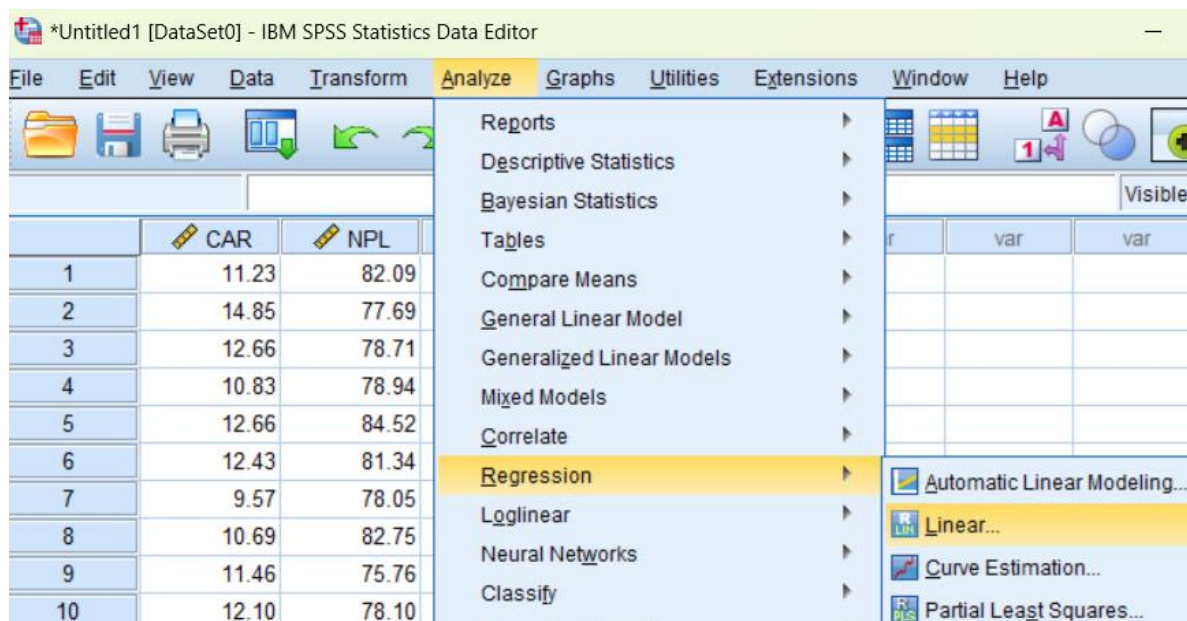 *Untitled1 [DataSet0] - IBM SPSS Statistics Data Editor
File Edit View Data Transform Analyze Graphs Utilities Extensions Window Help
Reports
Descriptive Statistics
Bayesian Statistics
Visible
CAR NPL Tables var var
1 11.23 82.09 Compare Means
2 14.85 77.69 General Linear Model
3 12.66 78.71 Generalized Linear Models
4 10.83 78.94 Mixed Models
5 12.66 84.52 Correlate
6 12.43 81.34 Regression Automatic Linear Modeling...
7 9.57 78.05 Loglinear Linear...
8 10.69 82.75 Neural Networks Curve Estimation...
9 11.46 75.76 Classify
10 12.10 78.10 Partial Least Squares...